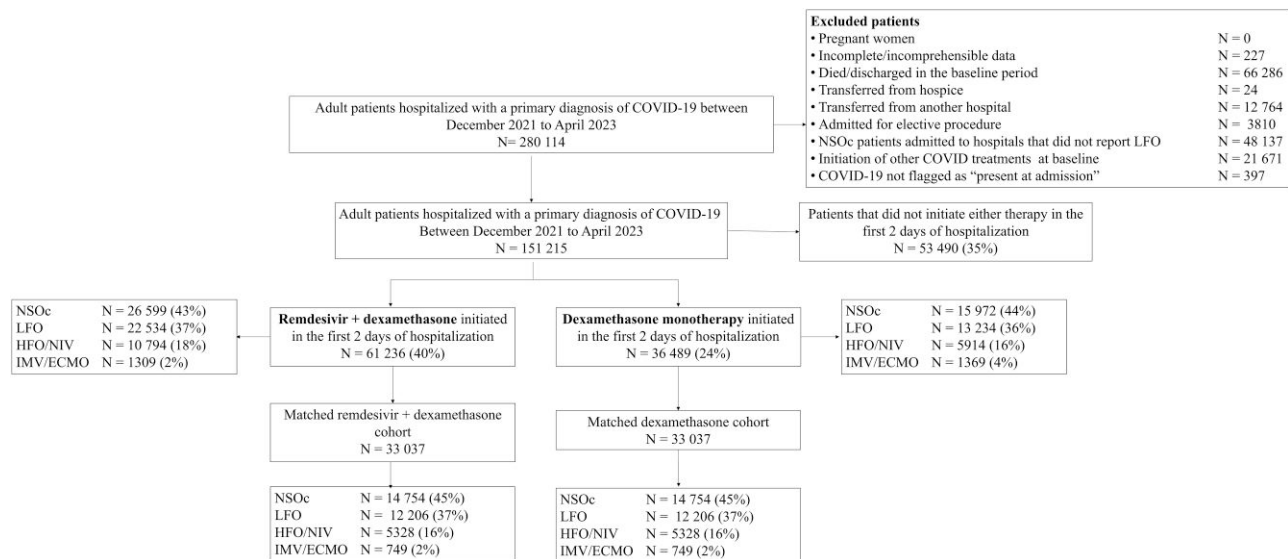 Excluded patients
• Pregnant women N = 0
• Incomplete/incomprehensible data N = 227
• Died/discharged in the baseline period N = 66 286
• Transferred from hospice N = 24
• Transferred from another hospital N = 12 764
• Admitted for elective procedure N = 3810
• NSOc patients admitted to hospitals that did not report LFO N = 48 137
• Initiation of other COVID treatments at baseline N = 21 671
• COVID-19 not flagged as “present at admission” N = 397
Adult patients hospitalized with a primary diagnosis of COVID-19 between
December 2021 to April 2023
N= 280 114
Adult patients hospitalized with a primary diagnosis of COVID-19
Between December 2021 to April 2023
N = 151 215
Patients that did not initiate either therapy in the
first 2 days of hospitalization
N = 53 490 (35%)
NSOc N = 26 599 (43%)
LFO N = 22 534 (37%)
HFO/NIV N = 10 794 (18%)
IMV/ECMO N = 1309 (2%)
Remdesivir + dexamethasone initiated
in the first 2 days of hospitalization
N = 61 236 (40%)
Dexamethasone monotherapy initiated
in the first 2 days of hospitalization
N = 36 489 (24%)
NSOc N = 15 972 (44%)
LFO N = 13 234 (36%)
HFO/NIV N = 5914 (16%)
IMV/ECMO N = 1369 (4%)
Matched remdesivir + dexamethasone
cohort
N = 33 037
Matched dexamethasone cohort
N = 33 037
NSOc N = 14 754 (45%)
LFO N = 12 206 (37%)
HFO/NIV N = 5328 (16%)
IMV/ECMO N = 749 (2%)
NSOc N = 14 754 (45%)
LFO N = 12 206 (37%)
HFO/NIV N = 5328 (16%)
IMV/ECMO N = 749 (2%)